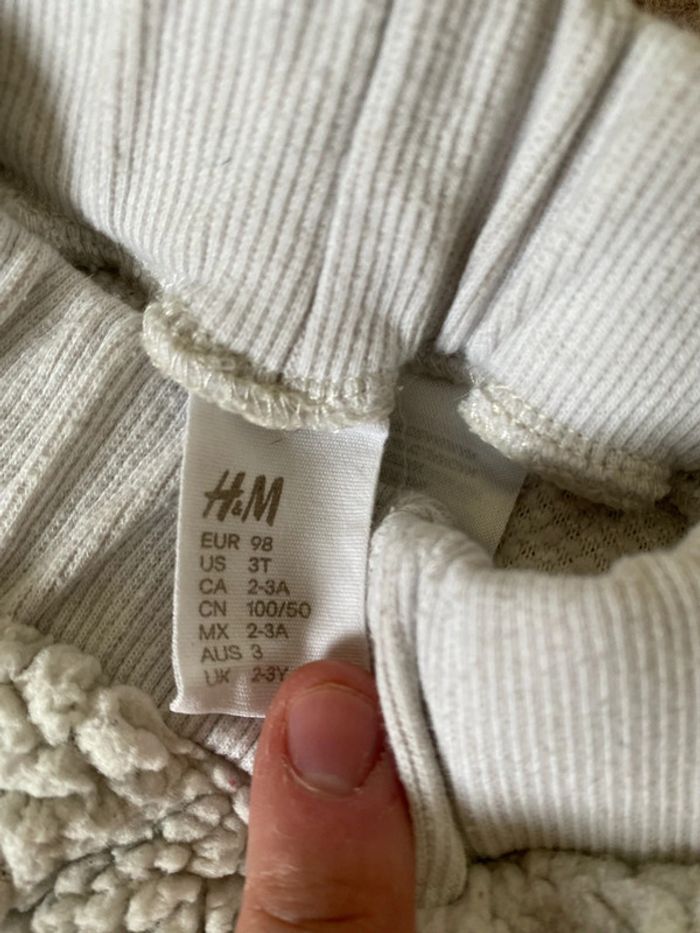 H&M
EUR 98
US 3T
CA 2-3A
CN 100/50
MX 2-3A
AUS 3
UK 2-3Y